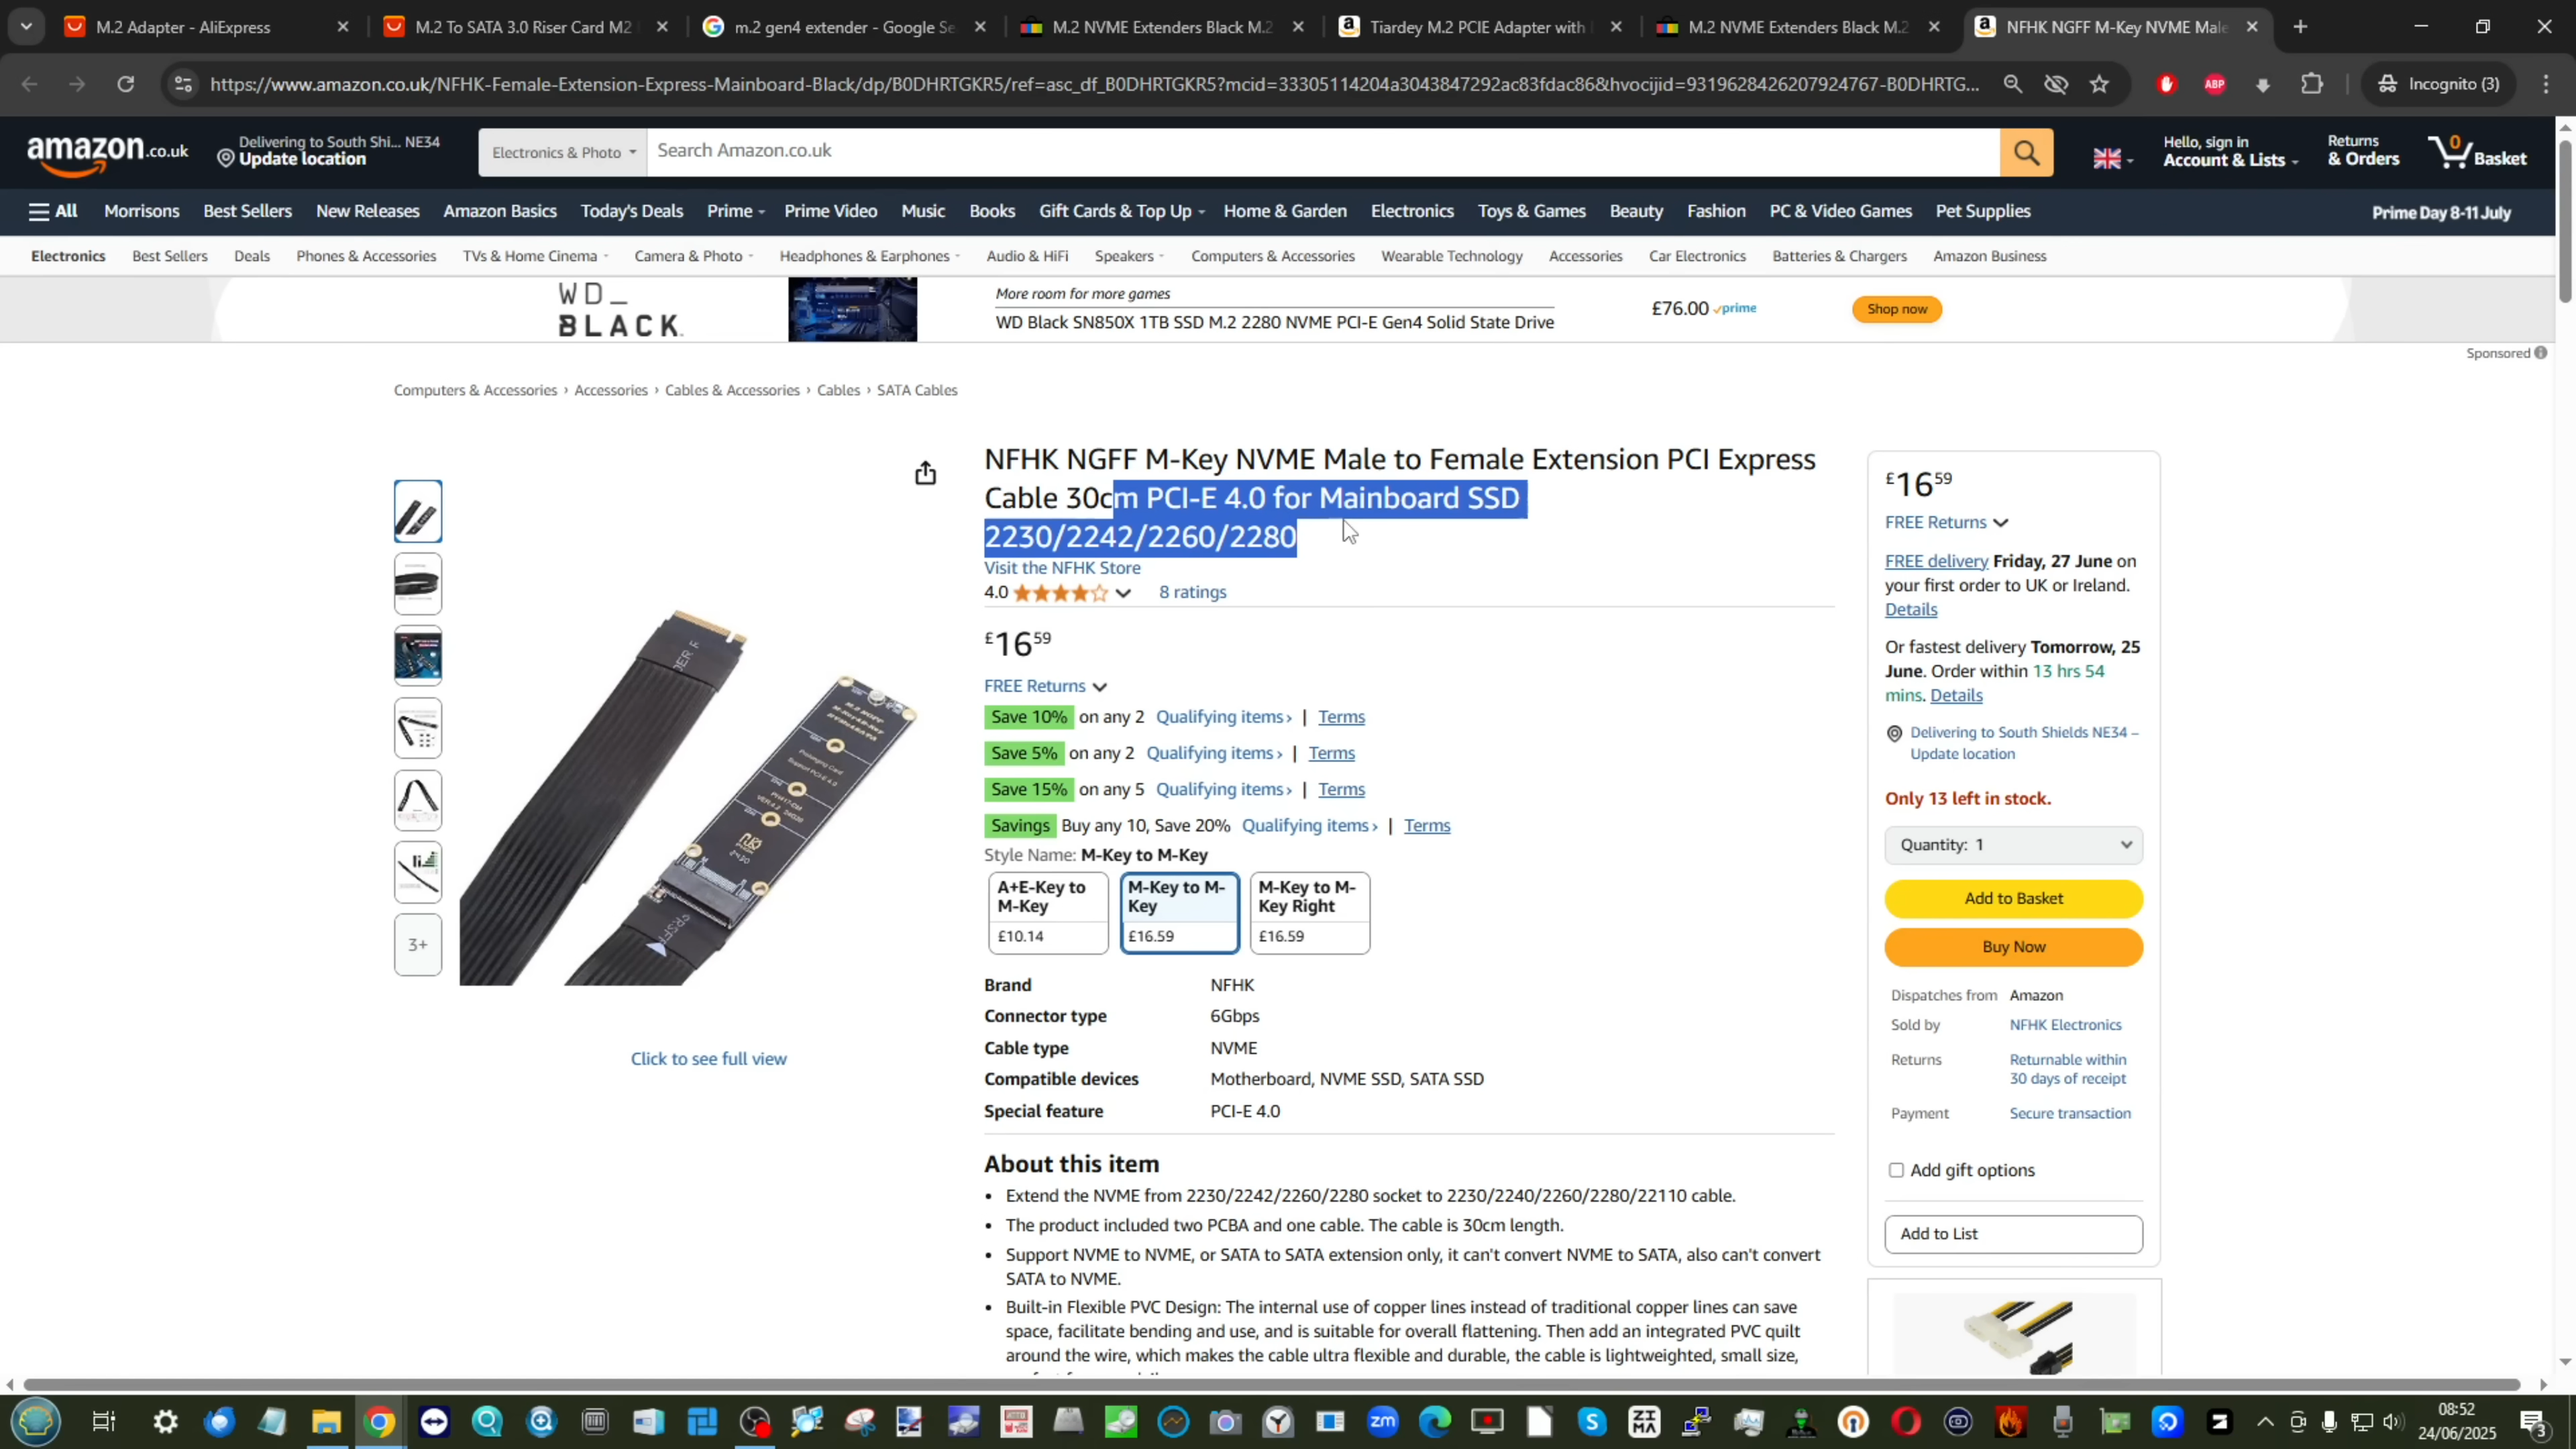 M.2 Adapter - AliExpress
M.2 To SATA 3.0 Riser Card M2
m.2 gen4 extender - Google Se
M.2 NVME Extenders Black M.2
Tiardey M.2 PCIE Adapter with
M.2 NVME Extenders Black M.2
NFHK NGFF M-Key NVME Male
https://www.amazon.co.uk/NFHK-Female-Extension-Express-Mainboard-Black/dp/B0DHRTGKR5/ref=asc_df_B0DHRTGKR5?mcid=33305114204a3043847292ac83fdac86&hvocijid=9319628426207924767-B0DHRTG...
ABP
Incognito (3)
amazon.co.uk
Delivering to South Shi... NE34
Update location
Electronics & Photo
Search Amazon.co.uk
Hello, sign in
Account & Lists
Returns
& Orders
0
Basket
All Morrisons Best Sellers New Releases Amazon Basics Today's Deals Prime Prime Video Music Books Gift Cards & Top Up Home & Garden Electronics Toys & Games Beauty Fashion PC & Video Games Pet Supplies
Prime Day 8-11 July
Electronics Best Sellers Deals Phones & Accessories TVs & Home Cinema Camera & Photo Headphones & Earphones Audio & HiFi Speakers Computers & Accessories Wearable Technology Accessories Car Electronics Batteries & Chargers Amazon Business
WD_
BLACK.
More room for more games
WD Black SN850X 1TB SSD M.2 2280 NVME PCI-E Gen4 Solid State Drive
£76.00 prime
Shop now
Sponsored
Computers & Accessories › Accessories › Cables & Accessories › Cables › SATA Cables
NFHK NGFF M-Key NVME Male to Female Extension PCI Express
Cable 30cm PCI-E 4.0 for Mainboard SSD
2230/2242/2260/2280
Visit the NFHK Store
4.0
8 ratings
£1659
FREE Returns
Save 10% on any 2 Qualifying items› | Terms
Save 5% on any 2 Qualifying items› | Terms
Save 15% on any 5 Qualifying items› | Terms
Savings Buy any 10, Save 20% Qualifying items› | Terms
Style Name: M-Key to M-Key
A+E-Key to
M-Key
£10.14
M-Key to M-
Key
£16.59
M-Key to M-
Key Right
£16.59
Brand NFHK
Connector type 6Gbps
Cable type NVME
Compatible devices Motherboard, NVME SSD, SATA SSD
Special feature PCI-E 4.0
About this item
• Extend the NVME from 2230/2242/2260/2280 socket to 2230/2240/2260/2280/22110 cable.
• The product included two PCBA and one cable. The cable is 30cm length.
• Support NVME to NVME, or SATA to SATA extension only, it can't convert NVME to SATA, also can't convert
SATA to NVME.
• Built-in Flexible PVC Design: The internal use of copper lines instead of traditional copper lines can save
space, facilitate bending and use, and is suitable for overall flattening. Then add an integrated PVC quilt
around the wire, which makes the cable ultra flexible and durable, the cable is lightweighted, small size,
3+
Click to see full view
£1659
FREE Returns
FREE delivery Friday, 27 June on
your first order to UK or Ireland.
Details
Or fastest delivery Tomorrow, 25
June. Order within 13 hrs 54
mins. Details
Delivering to South Shields NE34 –
Update location
Only 13 left in stock.
Quantity: 1
Add to Basket
Buy Now
Dispatches from Amazon
Sold by NFHK Electronics
Returns Returnable within
30 days of receipt
Payment Secure transaction
Add gift options
Add to List
zm
ZI
MA
08:52
24/06/2025
3